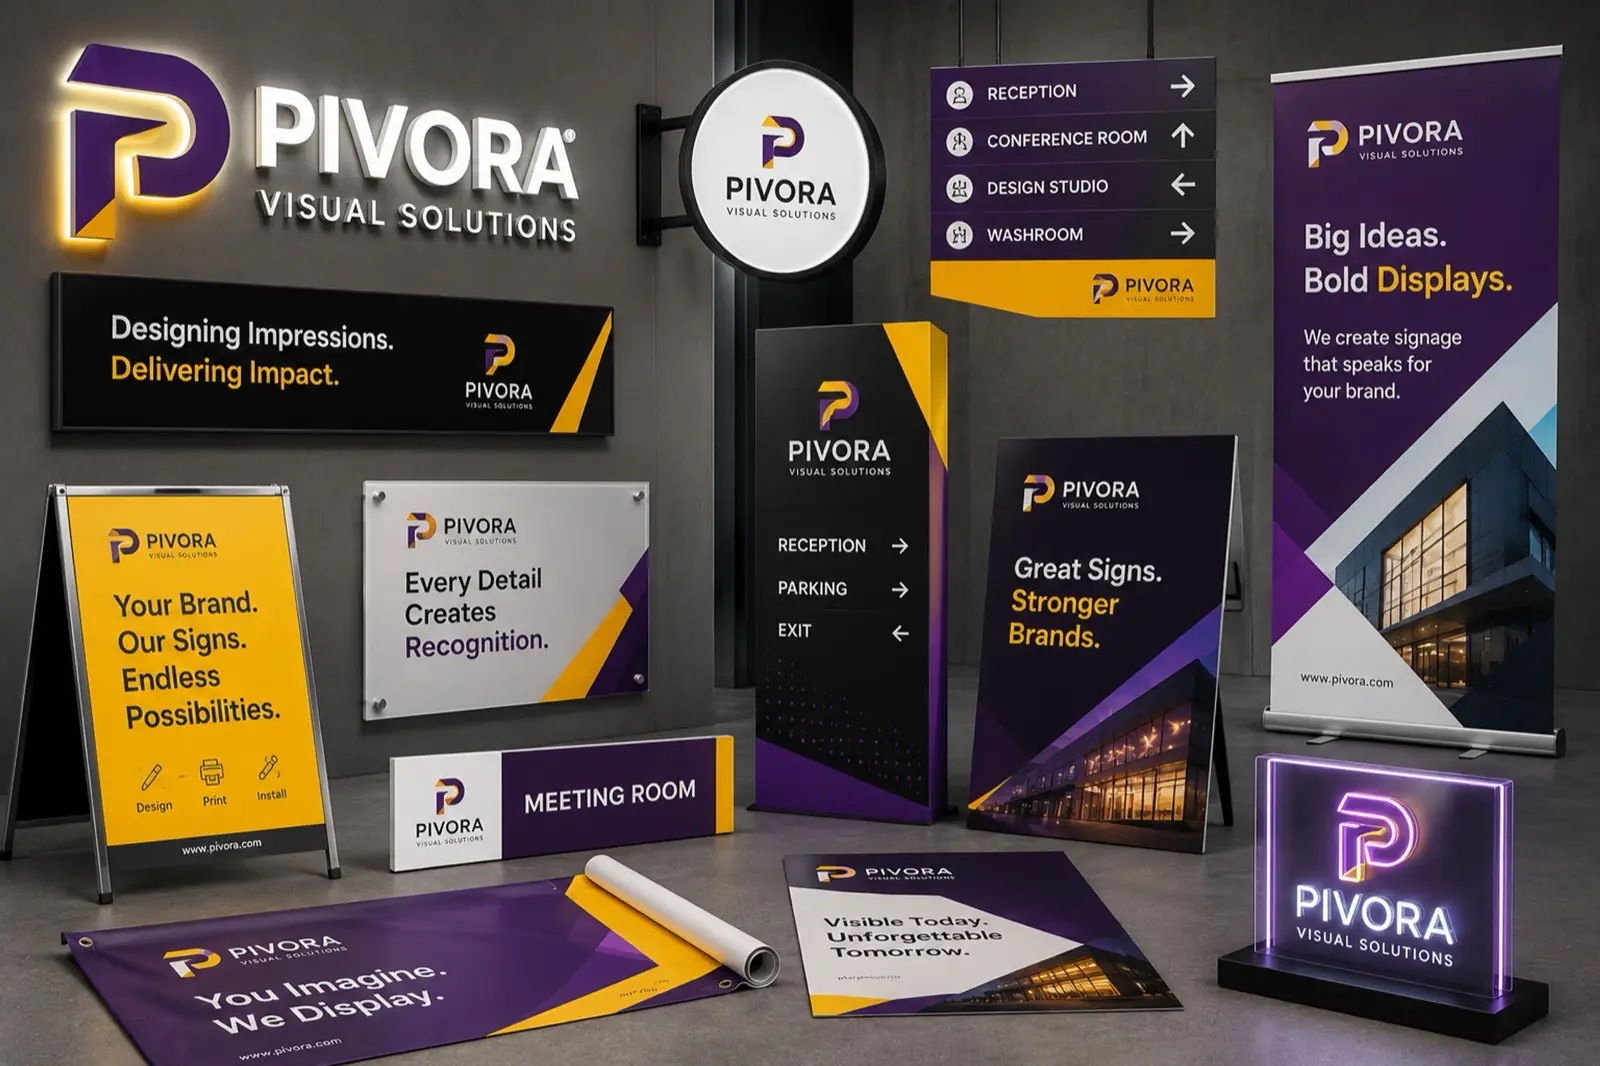 PIVORA
VISUAL SOLUTIONS
PIVORA
VISUAL SOLUTIONS
RECEPTION
CONFERENCE ROOM
DESIGN STUDIO
WASHROOM
PIVORA
VISUAL SOLUTIONS
PIVORA
VISUAL SOLUTIONS
Big Ideas.
Bold Displays.
We create signage
that speaks for
your brand.
www.pivora.com
Designing Impressions.
Delivering Impact.
PIVORA
VISUAL SOLUTIONS
PIVORA
VISUAL SOLUTIONS
Your Brand.
Our Signs.
Endless
Possibilities.
Design
Print
Install
www.pivora.com
PIVORA
VISUAL SOLUTIONS
Every Detail
Creates
Recognition.
PIVORA
VISUAL SOLUTIONS
RECEPTION
PARKING
EXIT
PIVORA
VISUAL SOLUTIONS
Great Signs.
Stronger
Brands.
PIVORA
VISUAL SOLUTIONS
MEETING ROOM
PIVORA
VISUAL SOLUTIONS
You Imagine.
We Display.
www.pivora.com
PIVORA
VISUAL SOLUTIONS
Visible Today.
Unforgettable
Tomorrow.
PIVORA
VISUAL SOLUTIONS